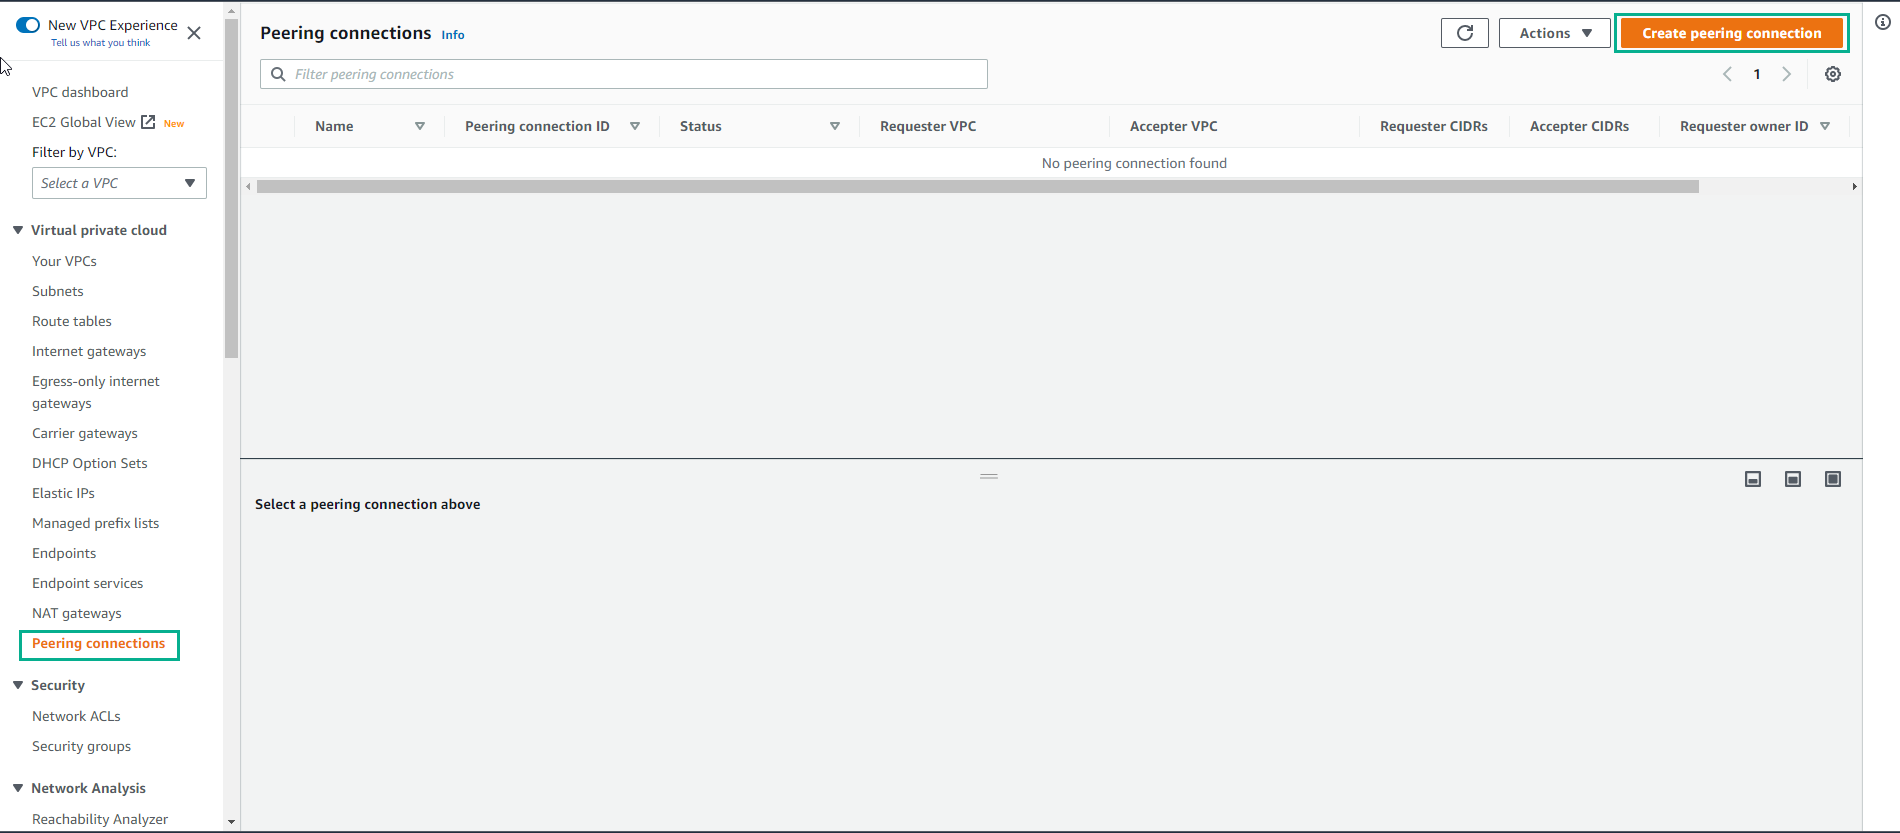 New VPC Experience
Tell us what you think
VPC dashboard
EC2 Global View New
Filter by VPC:
Select a VPC
Virtual private cloud
Your VPCs
Subnets
Route tables
Internet gateways
Egress-only internet
gateways
Carrier gateways
DHCP Option Sets
Elastic IPs
Managed prefix lists
Endpoints
Endpoint services
NAT gateways
Peering connections
Security
Network ACLs
Security groups
Network Analysis
Reachability Analyzer
Peering connections Info
Actions
Create peering connection
Filter peering connections
1
Name Peering connection ID Status Requester VPC Accepter VPC Requester CIDRs Accepter CIDRs Requester owner ID
No peering connection found
Select a peering connection above